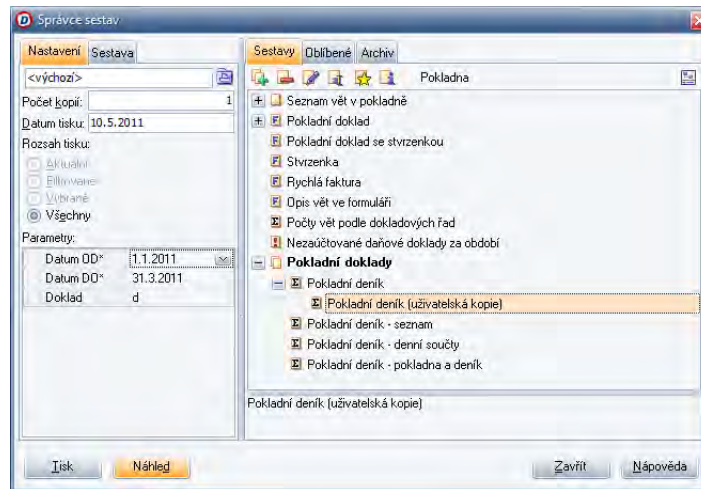 Správce sestav
Nastavení Sestava
<výchozí>
Počet kopií: 1
Datum tisku: 10.5.2011
Rozsah tisku:
Aktuální
Filtrované
Vybrané
Všechny
Parametry:
Datum OD* 1.1.2011
Datum DO* 31.3.2011
Doklad d
Sestavy Oblíbené Archiv
Pokladna
Seznam vět v pokladně
Pokladní doklad
Pokladní doklad se stvrzenkou
Stvrzenka
Rychlá faktura
Opis vět ve formuláři
Počty vět podle dokladových řad
Nezaúčtované daňové doklady za období
Pokladní doklady
Pokladní deník
Pokladní deník (uživatelská kopie)
Pokladní deník - seznam
Pokladní deník - denní součty
Pokladní deník - pokladna a deník
Pokladní deník (uživatelská kopie)
Tisk Náhled Zavřít Nápověda